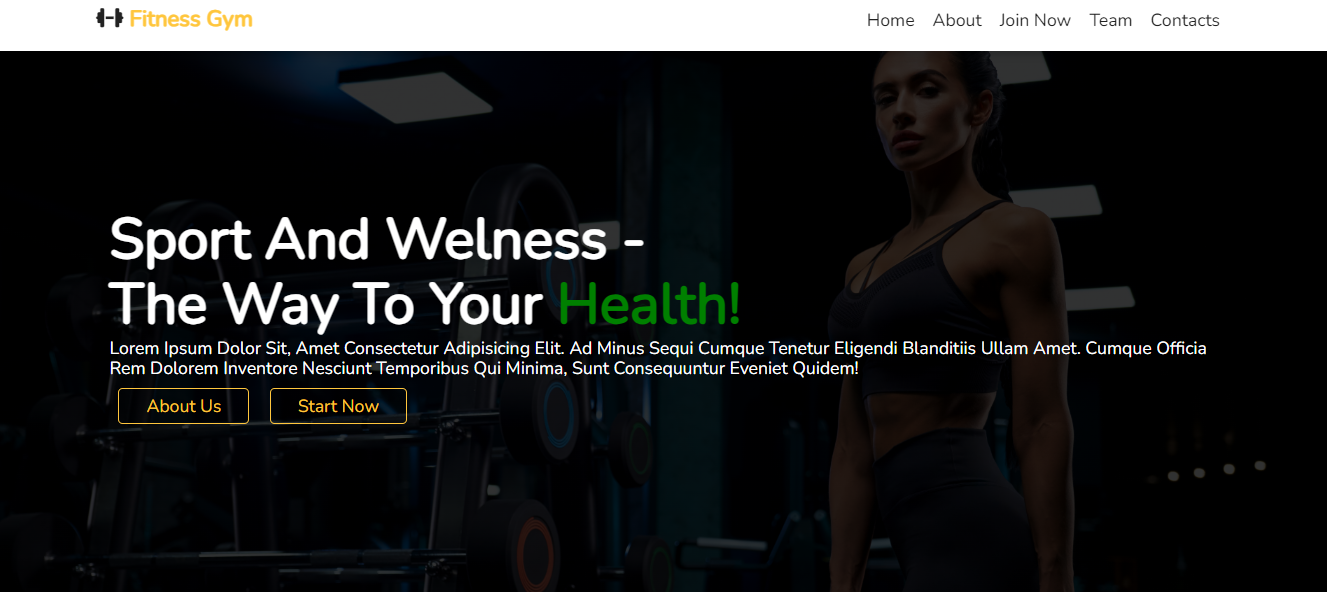 Fitness Gym
Home About Join Now Team Contacts
Sport And Welness -
The Way To Your Health!
Lorem Ipsum Dolor Sit, Amet Consectetur Adipisicing Elit. Ad Minus Sequi Cumque Tenetur Eligendi Blanditiis Ullam Amet. Cumque Officia
Rem Dolorem Inventore Nesciunt Temporibus Qui Minima, Sunt Consequuntur Eveniet Quidem!
About Us Start Now